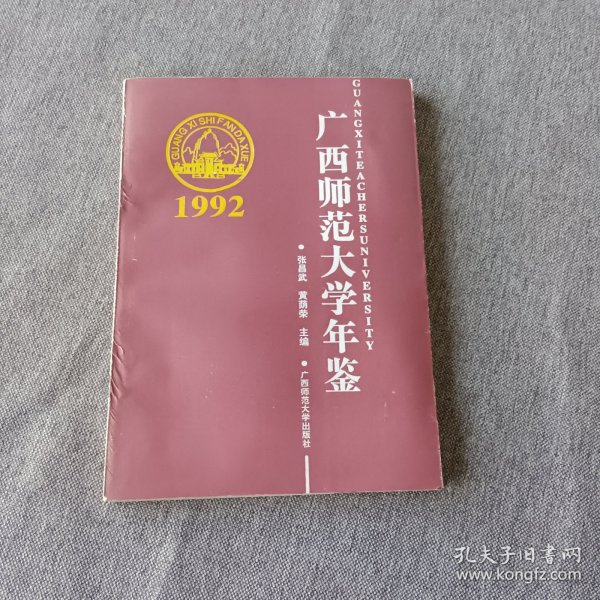 GUANG XI SHI FAN DA XUE
1992
广西师范大学年鉴
GUANGXITEACHERSUNIVERSITY
张昌武 黄荫荣 主编
广西师范大学出版社
孔夫子旧书网
www.kongfz.com